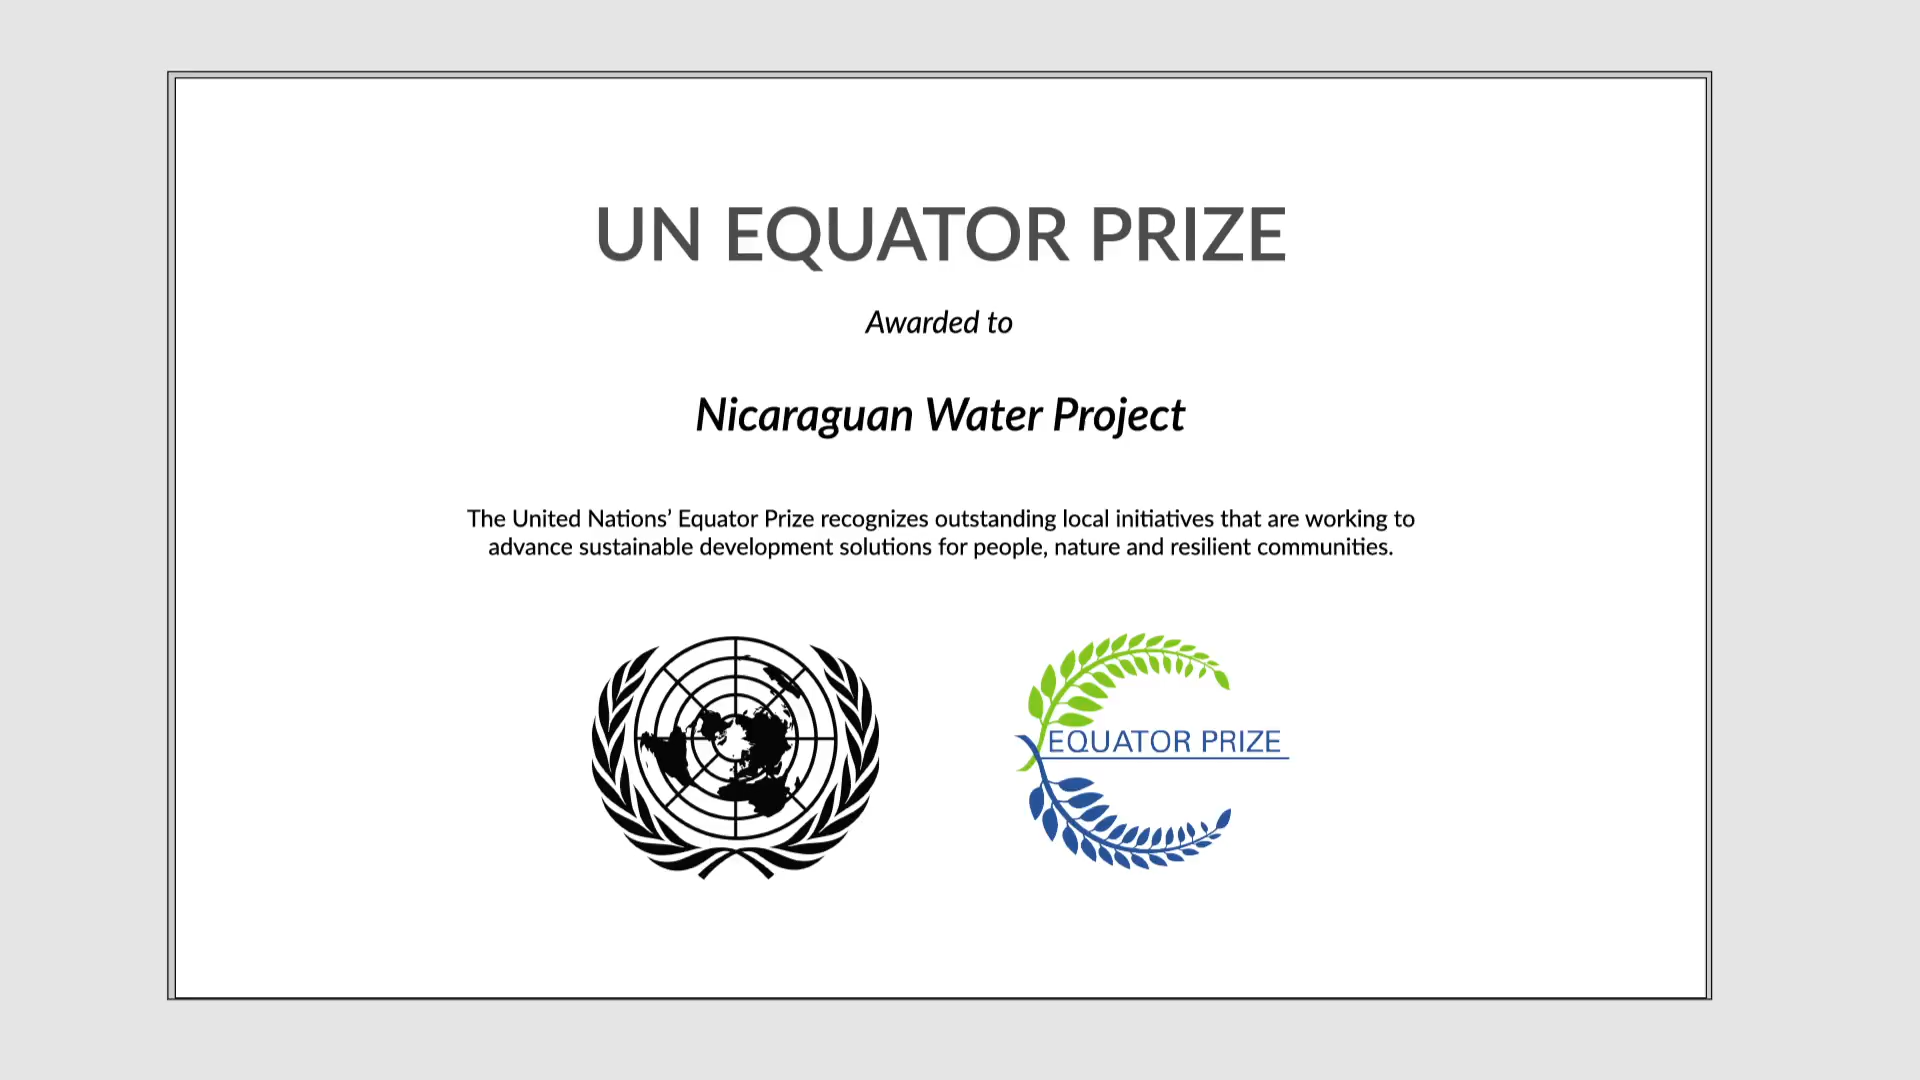 UN EQUATOR PRIZE
Awarded to
Nicaraguan Water Project
The United Nations’ Equator Prize recognizes outstanding local initiatives that are working to
advance sustainable development solutions for people, nature and resilient communities.
EQUATOR PRIZE